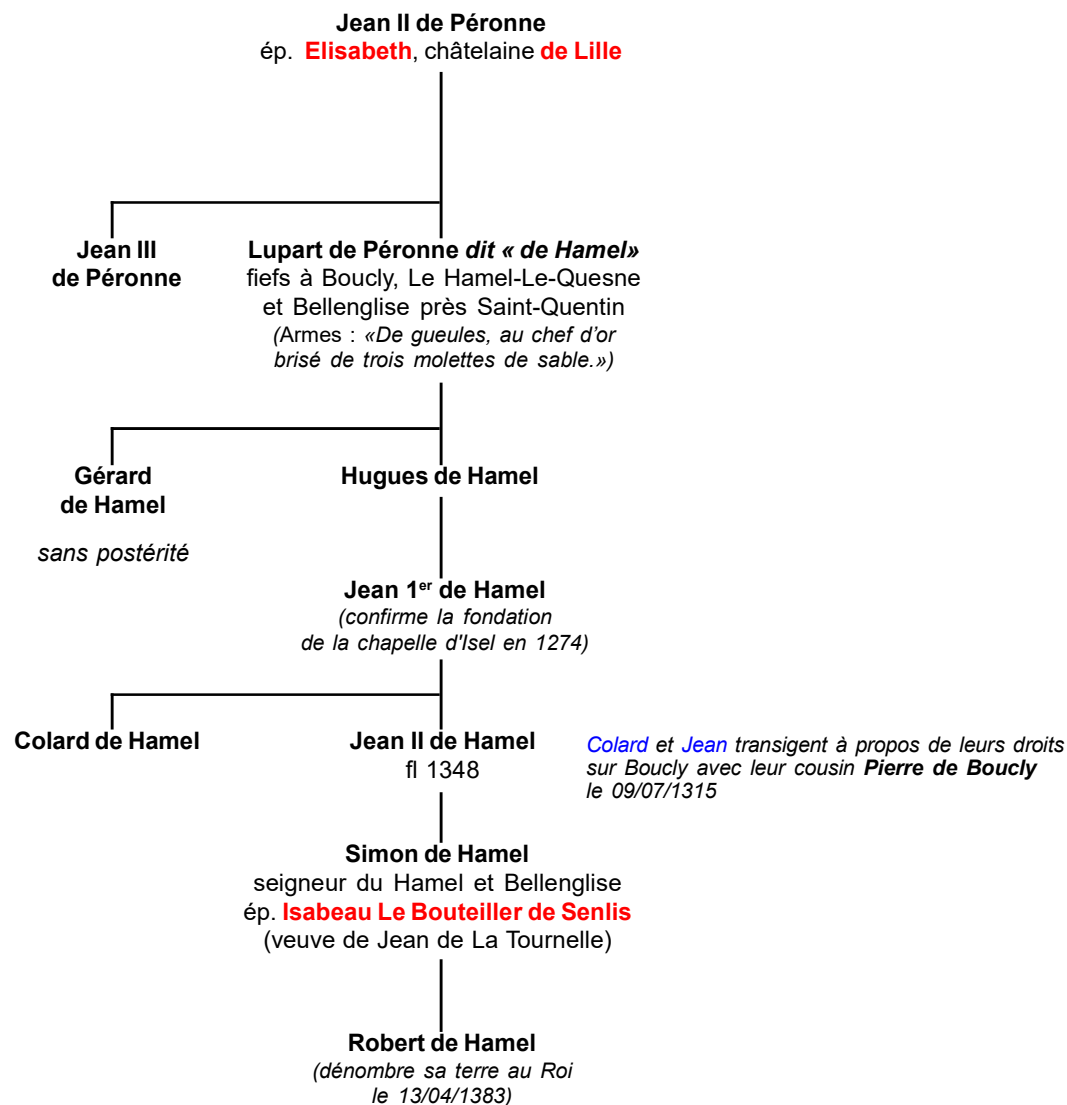 Jean II de Péronne
ép. Elisabeth, châtelaine de Lille
Jean III
de Péronne
Lupart de Péronne dit « de Hamel»
fiefs à Boucly, Le Hamel-Le-Quesne
et Bellenglise près Saint-Quentin
(Armes : «De gueules, au chef d’or
brisé de trois molettes de sable.»)
Gérard
de Hamel
sans postérité
Hugues de Hamel
Jean 1er de Hamel
(confirme la fondation
de la chapelle d'Isel en 1274)
Colard de Hamel
Jean II de Hamel
fl 1348
Colard et Jean transigent à propos de leurs droits
sur Boucly avec leur cousin Pierre de Boucly
le 09/07/1315
Simon de Hamel
seigneur du Hamel et Bellenglise
ép. Isabeau Le Bouteiller de Senlis
(veuve de Jean de La Tournelle)
Robert de Hamel
(dénombre sa terre au Roi
le 13/04/1383)